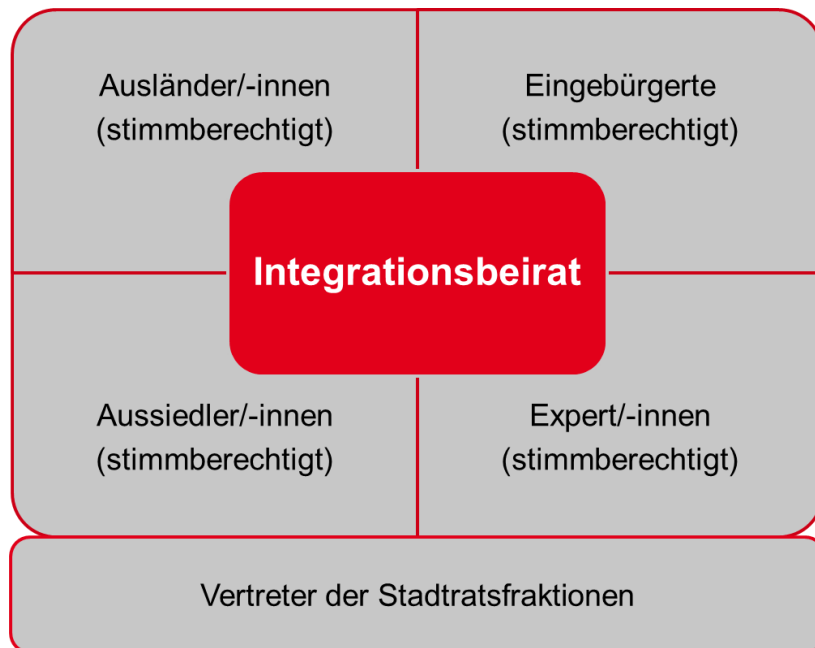 Ausländer/-innen
(stimmberechtigt)
Eingebürgerte
(stimmberechtigt)
Integrationsbeirat
Aussiedler/-innen
(stimmberechtigt)
Expert/-innen
(stimmberechtigt)
Vertreter der Stadtratsfraktionen